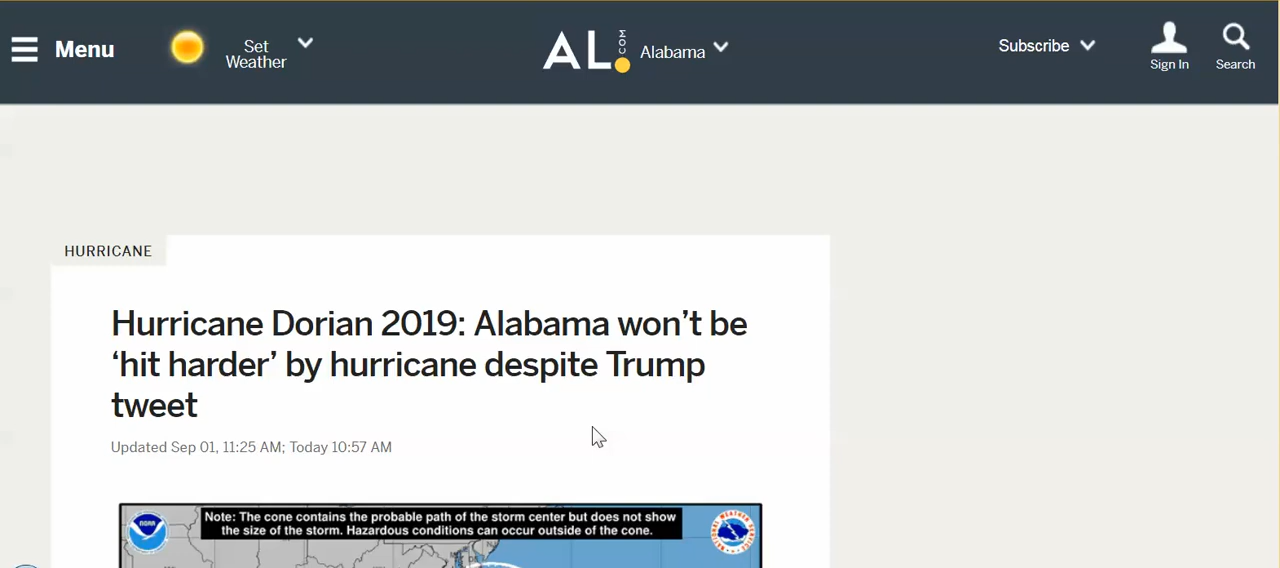 Menu
Set
Weather
AL.COM
Alabama
Subscribe
Sign In
Search
HURRICANE
Hurricane Dorian 2019: Alabama won’t be
‘hit harder’ by hurricane despite Trump
tweet
Updated Sep 01, 11:25 AM; Today 10:57 AM
Note: The cone contains the probable path of the storm center but does not show
the size of the storm. Hazardous conditions can occur outside of the cone.
NOAA